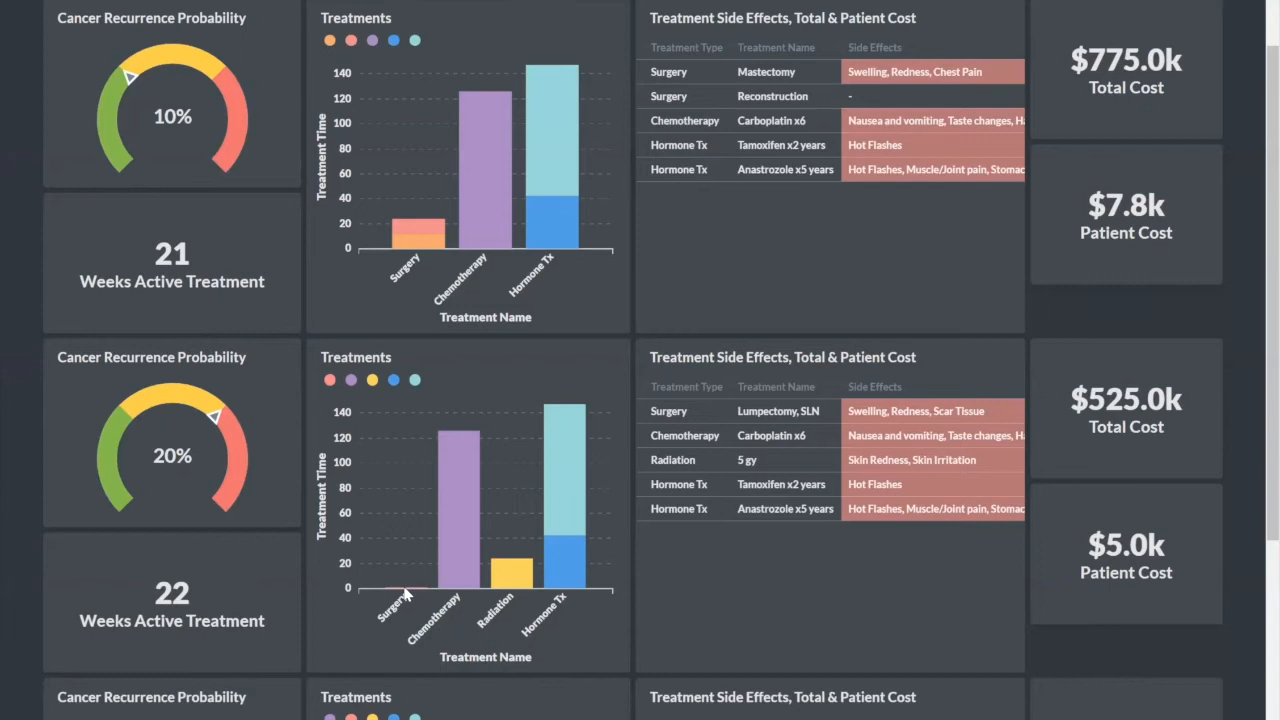 Cancer Recurrence Probability
10%
21
Weeks Active Treatment
Treatments
140
120
100
80
60
40
20
0
Treatment Time
Surgery
Chemotherapy
Hormone Tx
Treatment Name
Treatment Side Effects, Total & Patient Cost
Treatment Type Treatment Name Side Effects
Surgery Mastectomy Swelling, Redness, Chest Pain
Surgery Reconstruction -
Chemotherapy Carboplatin x6 Nausea and vomiting, Taste changes, Ha
Hormone Tx Tamoxifen x2 years Hot Flashes
Hormone Tx Anastrozole x5 years Hot Flashes, Muscle/Joint pain, Stomac
$775.0k
Total Cost
$7.8k
Patient Cost
Cancer Recurrence Probability
20%
22
Weeks Active Treatment
Treatments
140
120
100
80
60
40
20
0
Treatment Time
Surgery
Chemotherapy
Radiation
Hormone Tx
Treatment Name
Treatment Side Effects, Total & Patient Cost
Treatment Type Treatment Name Side Effects
Surgery Lumpectomy, SLN Swelling, Redness, Scar Tissue
Chemotherapy Carboplatin x6 Nausea and vomiting, Taste changes, Ha
Radiation 5 gy Skin Redness, Skin Irritation
Hormone Tx Tamoxifen x2 years Hot Flashes
Hormone Tx Anastrozole x5 years Hot Flashes, Muscle/Joint pain, Stomac
$525.0k
Total Cost
$5.0k
Patient Cost
Cancer Recurrence Probability
Treatments
Treatment Side Effects, Total & Patient Cost